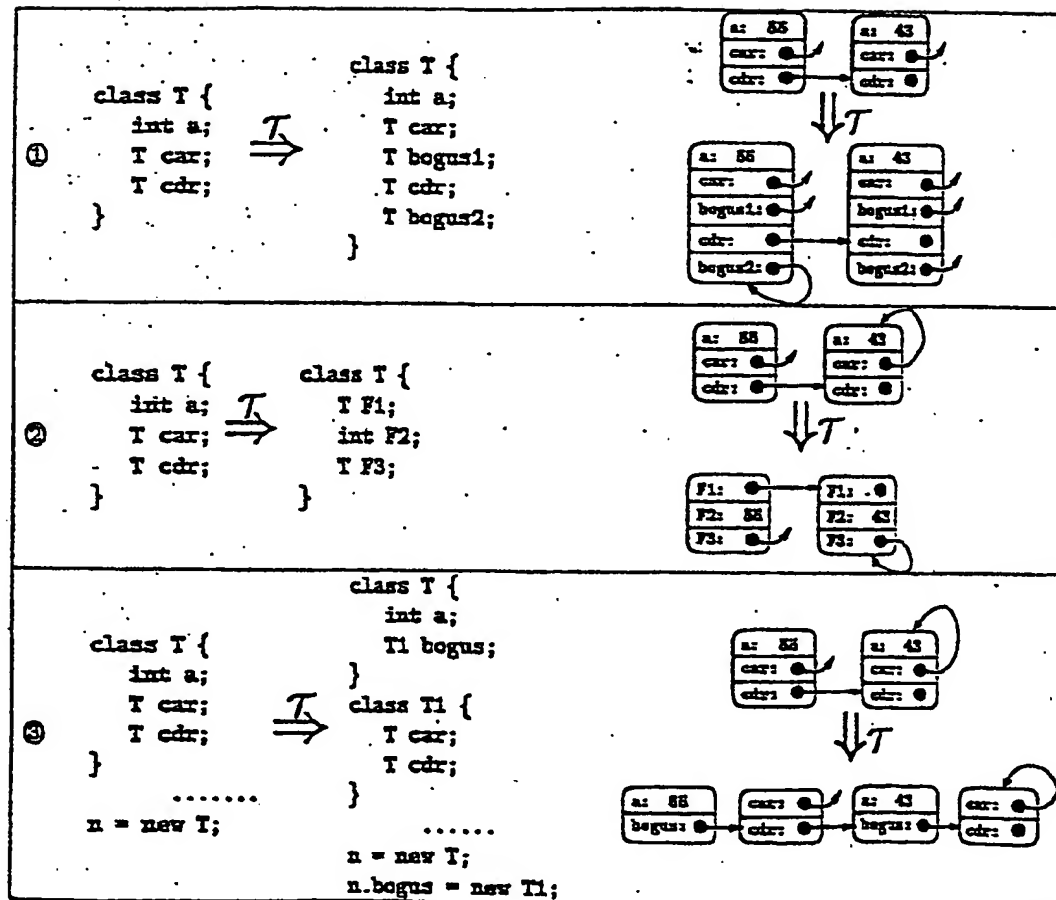 ①
class T {
int a;
T car;
T cdr;
}
T
class T {
int a;
T car;
T bogus1;
T cdr;
T bogus2;
}
a: 55
car:
cdr:
a: 43
car:
cdr:
T
a: 55
car:
bogus1:
cdr:
bogus2:
a: 43
car:
bogus1:
cdr:
bogus2:
②
class T {
int a;
T car;
T cdr;
}
T
class T {
T F1;
int F2;
T F3;
}
a: 55
car:
cdr:
a: 43
car:
cdr:
T
F1:
F2: 55
F3:
F1:
F2: 43
F3:
③
class T {
int a;
T car;
T cdr;
}
.......
n = new T;
T
class T {
int a;
T1 bogus;
}
class T1 {
T car;
T cdr;
}
......
n = new T;
n.bogus = new T1;
a: 55
car:
cdr:
a: 43
car:
cdr:
T
a: 55
bogus:
car:
cdr:
a: 43
bogus:
car:
cdr: